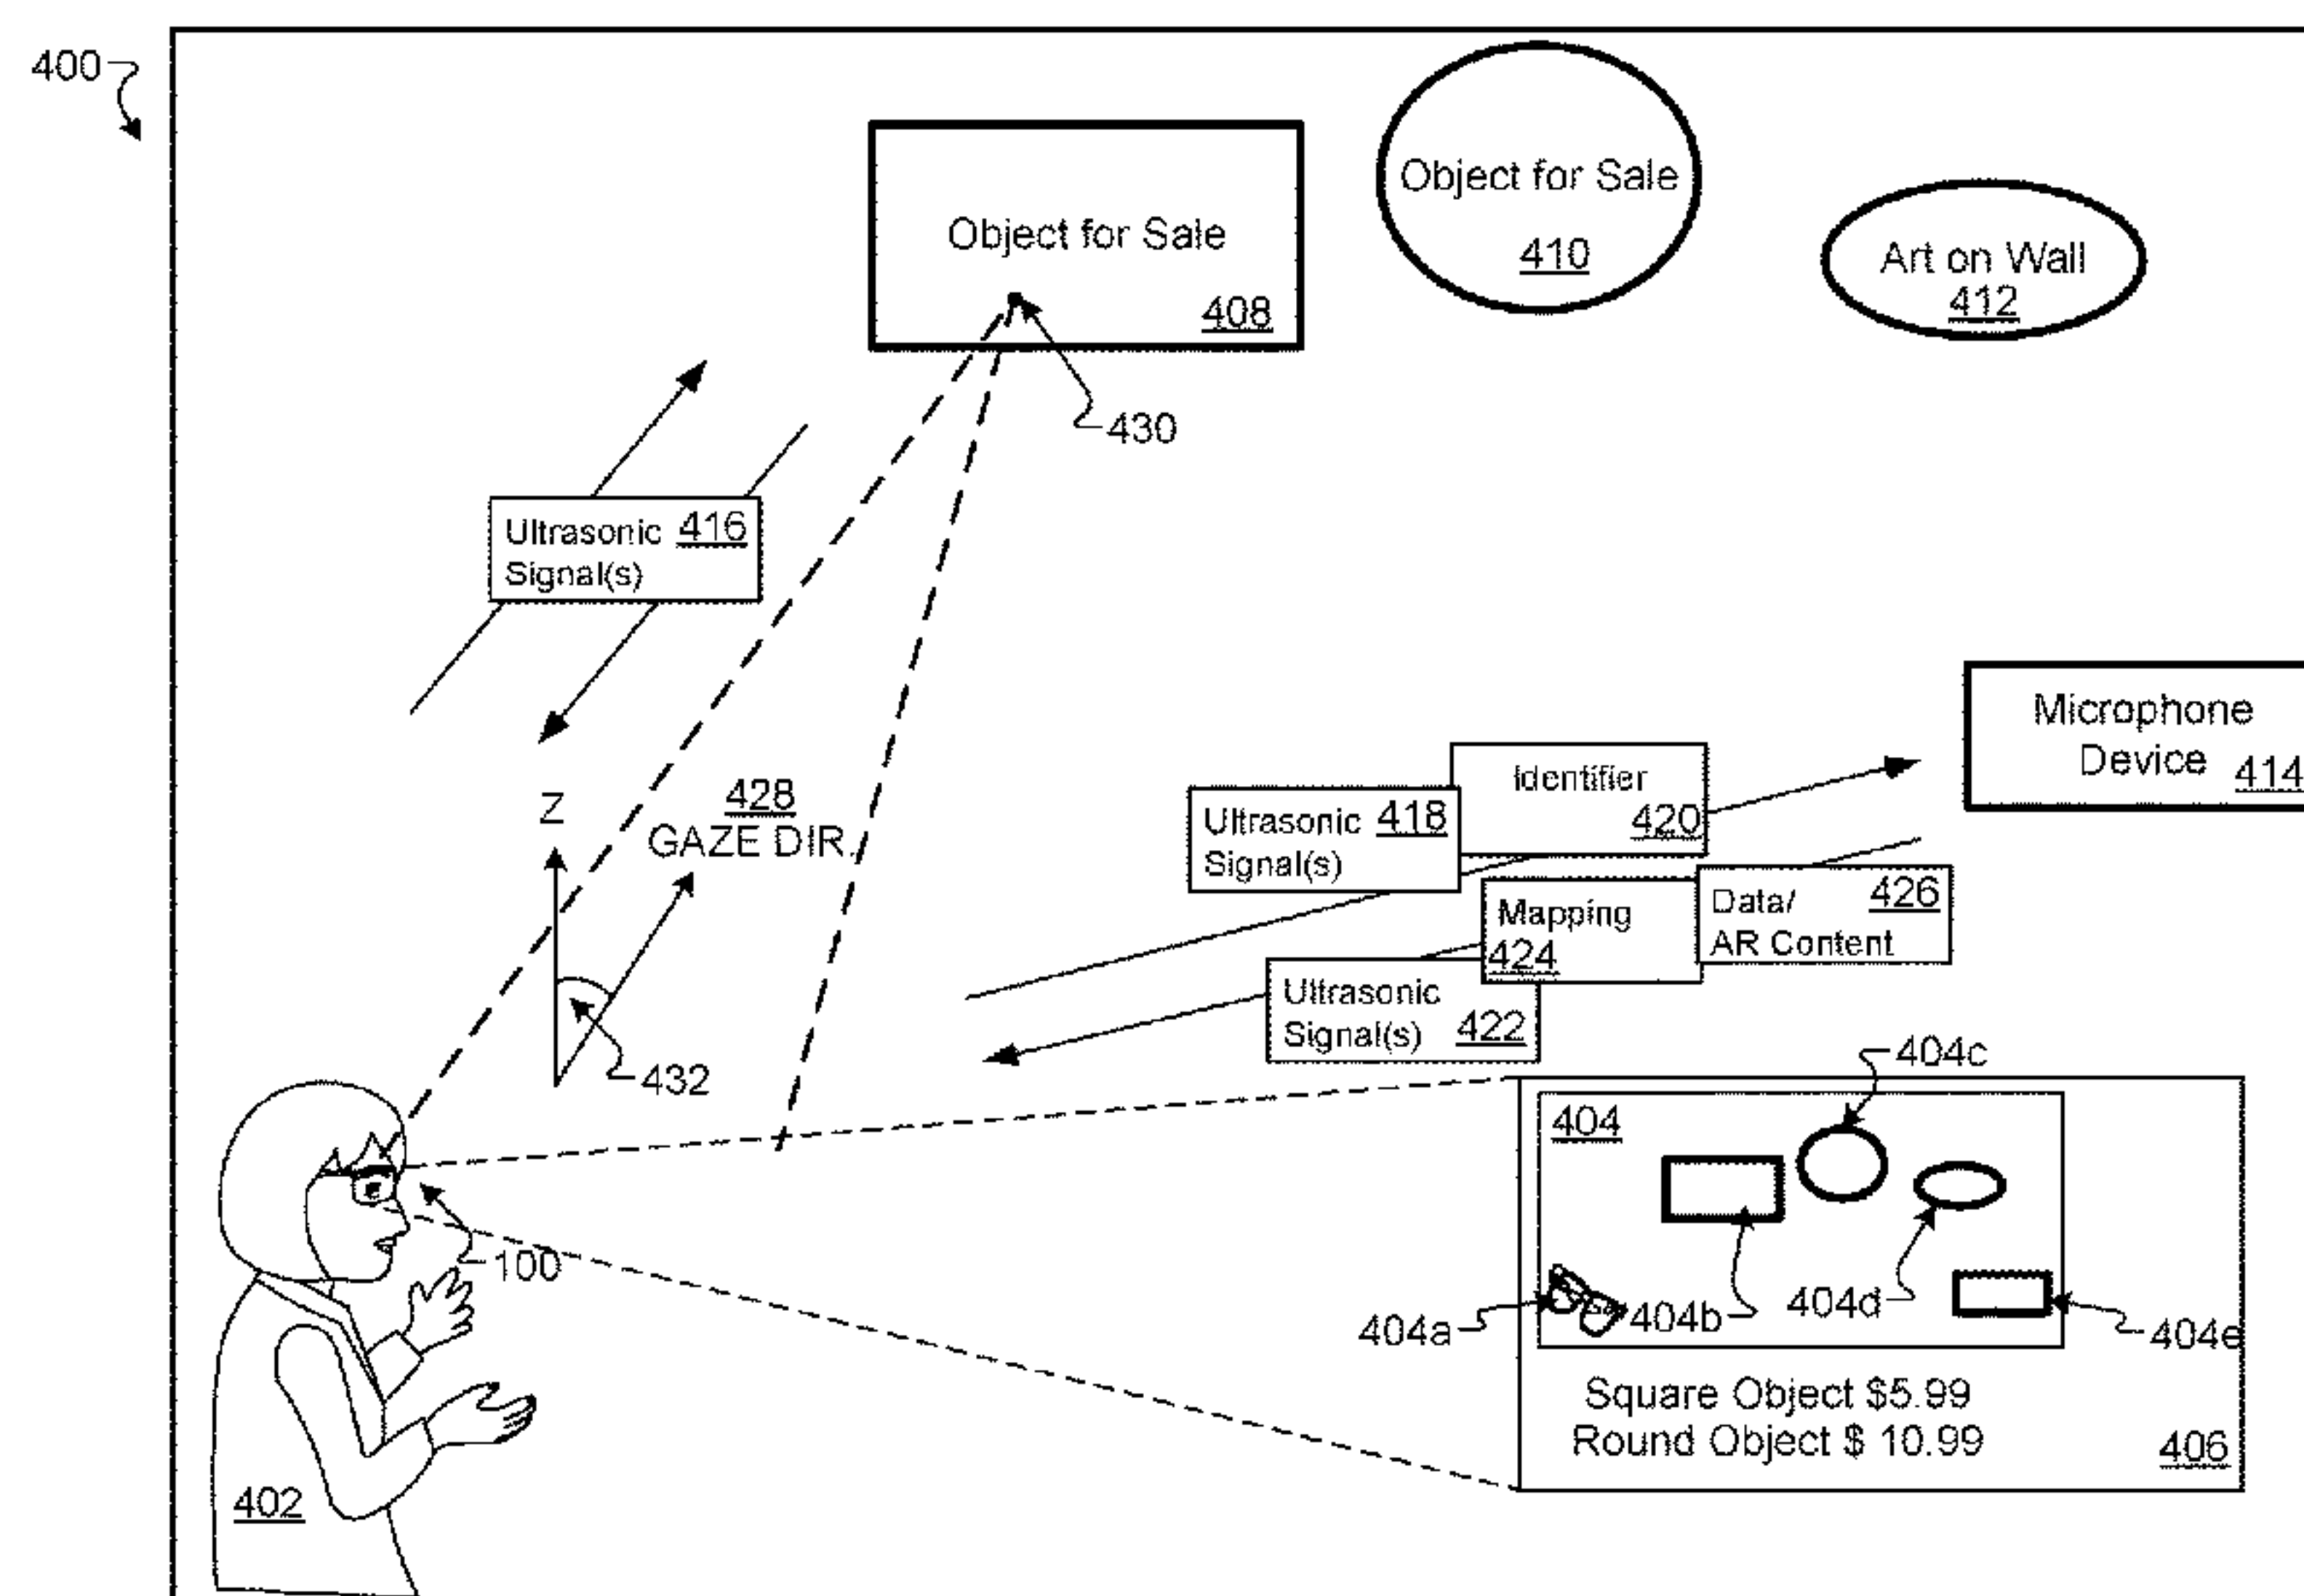 400
Object for Sale
408
Object for Sale
410
Art on Wall
412
430
Ultrasonic 416
Signal(s)
Microphone
Device 414
Z
428
GAZE DIR.
432
Identifier
420
Ultrasonic 418
Signal(s)
Mapping
424
Data/ 426
AR Content
Ultrasonic
Signal(s) 422
100
402
404
404c
404a
404b
404d
404e
Square Object $5.99
Round Object $ 10.99
406